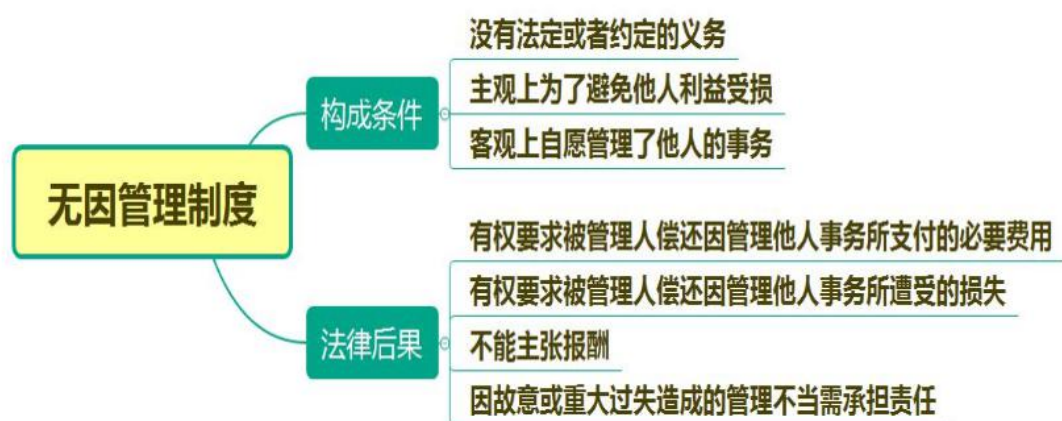 无因管理制度
构成条件
没有法定或者约定的义务
主观上为了避免他人利益受损
客观上自愿管理了他人的事务
法律后果
有权要求被管理人偿还因管理他人事务所支付的必要费用
有权要求被管理人偿还因管理他人事务所遭受的损失
不能主张报酬
因故意或重大过失造成的管理不当需承担责任